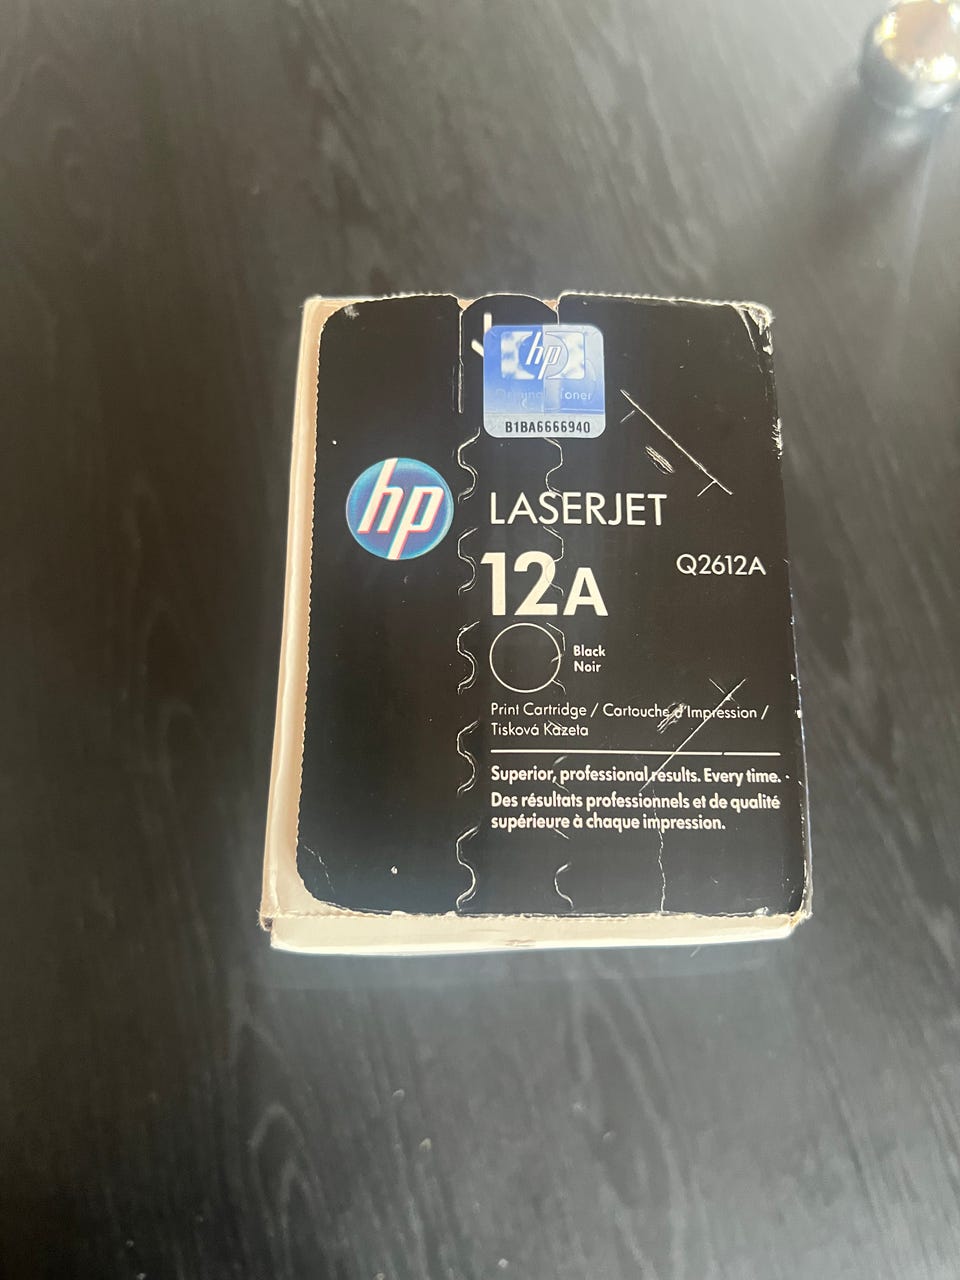 hp
Original Toner
B1BA6666940
hp
LASERJET
12A
Q2612A
Black
Noir
Print Cartridge / Cartouche d'Impression /
Tisková Kazeta
Superior, professional results. Every time.
Des résultats professionnels et de qualité
supérieure à chaque impression.